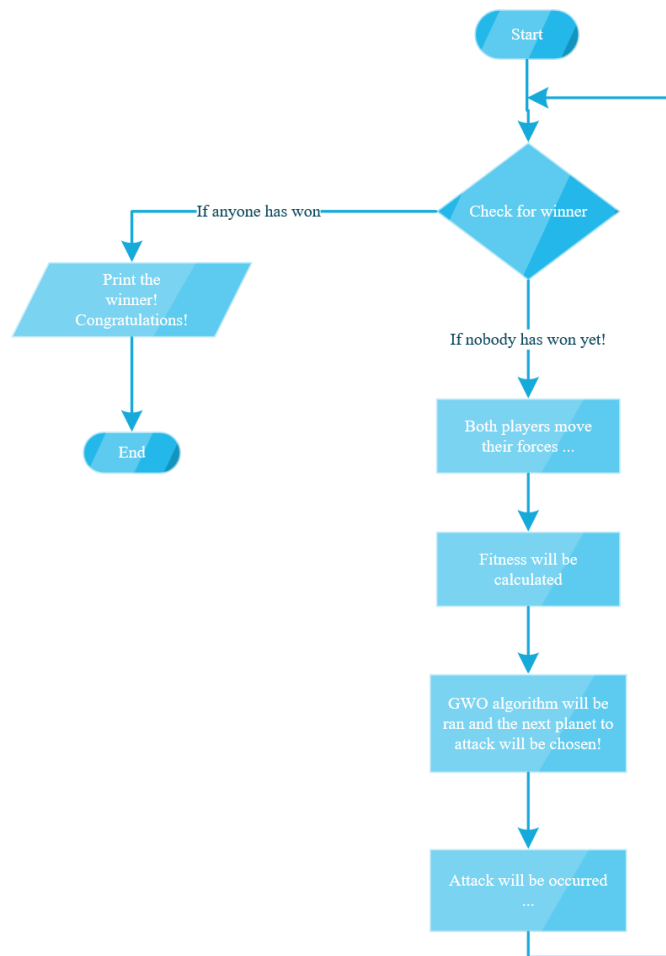 Start
Check for winner
If anyone has won
Print the
winner!
Congratulations!
End
If nobody has won yet!
Both players move
their forces ...
Fitness will be
calculated
GWO algorithm will be
ran and the next planet to
attack will be chosen!
Attack will be occurred
...